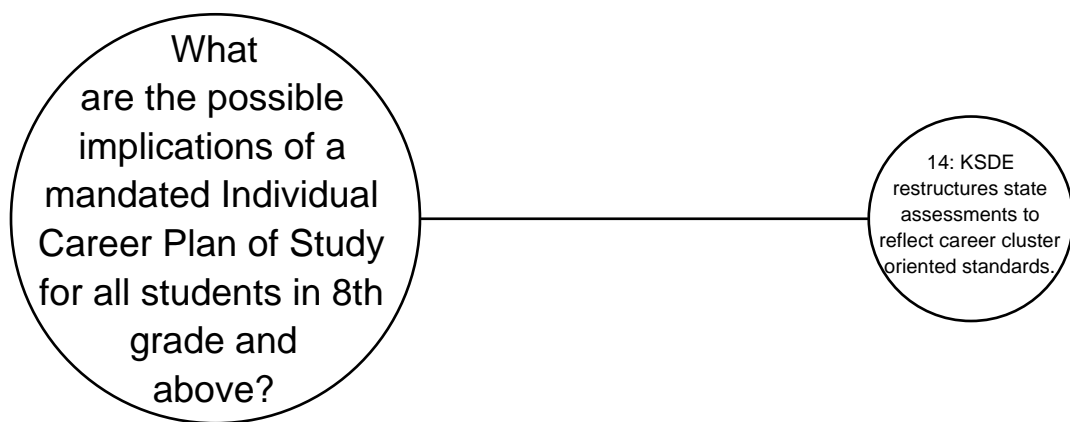 What
are the possible
implications of a
mandated Individual
Career Plan of Study
for all students in 8th
grade and
above?
14: KSDE
restructures state
assessments to
reflect career cluster
oriented standards.